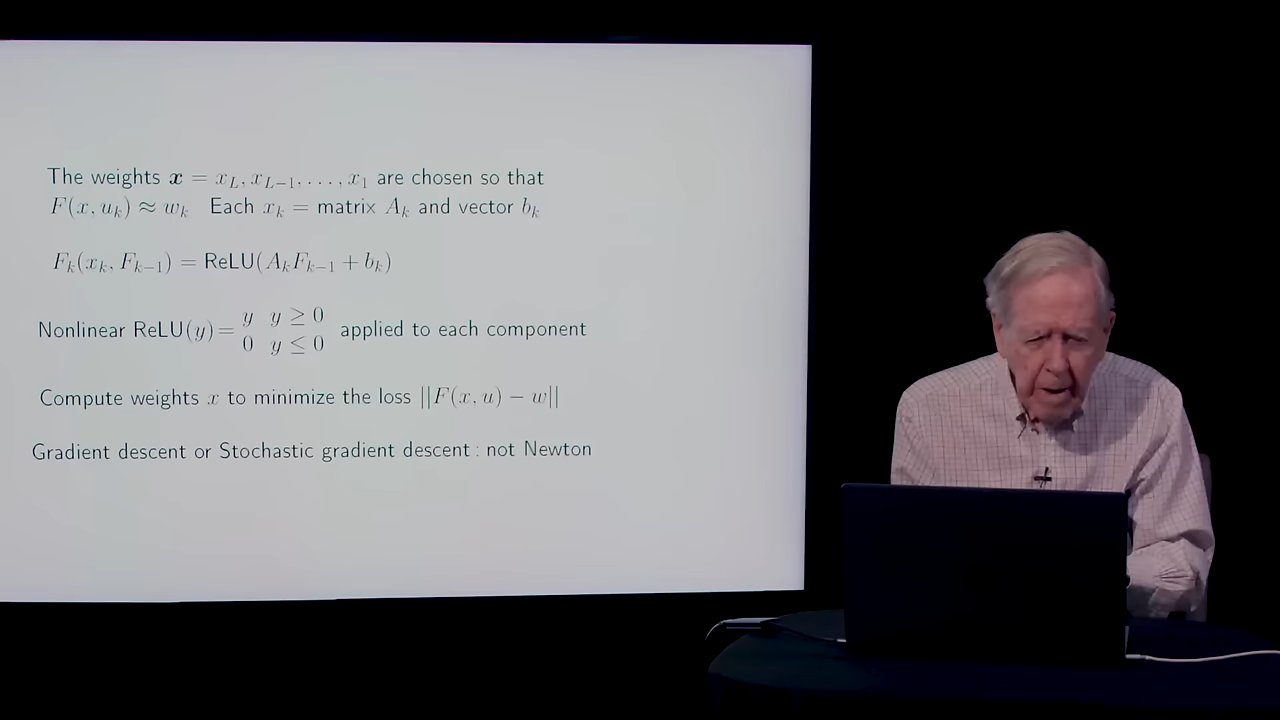 The weights x = x_L, x_{L−1}, . . . , x_1 are chosen so that
F(x, u_k) ≈ w_k Each x_k = matrix A_k and vector b_k
F_k(x_k, F_{k−1}) = ReLU(A_k F_{k−1} + b_k)
Nonlinear ReLU(y) = y y ≥ 0 applied to each component
0 y ≤ 0
Compute weights x to minimize the loss ||F(x, u) − w||
Gradient descent or Stochastic gradient descent : not Newton